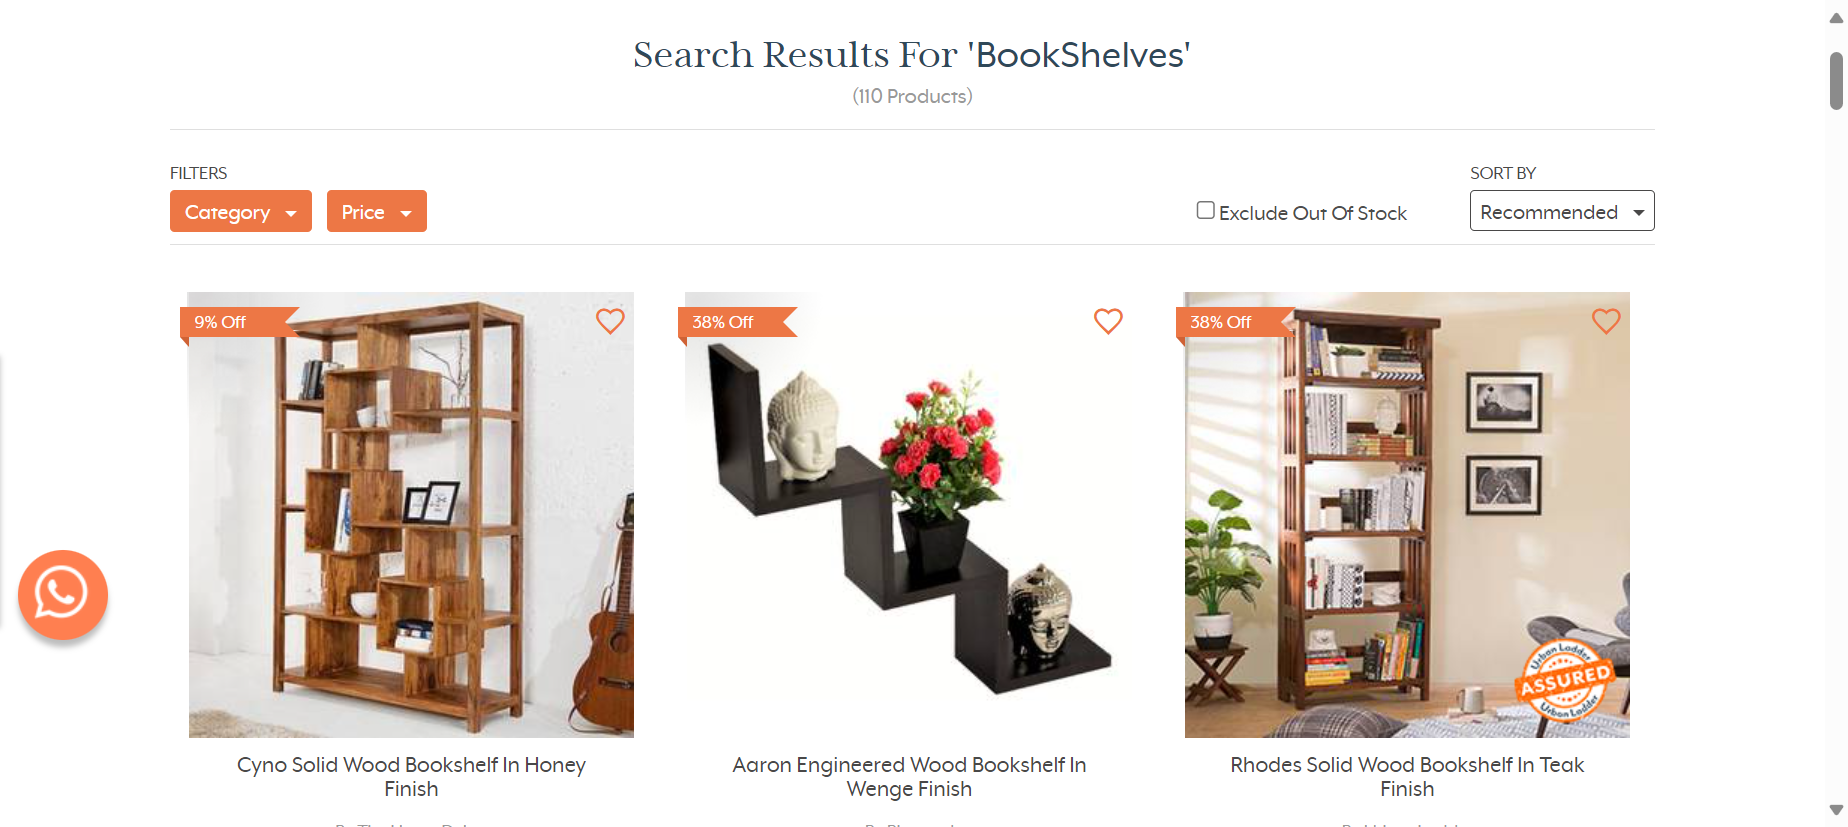 Search Results For 'BookShelves'
(110 Products)
FILTERS
Category
Price
Exclude Out Of Stock
SORT BY
Recommended
9% Off
38% Off
38% Off
Urban Ladder
ASSURED
Urban Ladder
Cyno Solid Wood Bookshelf In Honey
Finish
Aaron Engineered Wood Bookshelf In
Wenge Finish
Rhodes Solid Wood Bookshelf In Teak
Finish